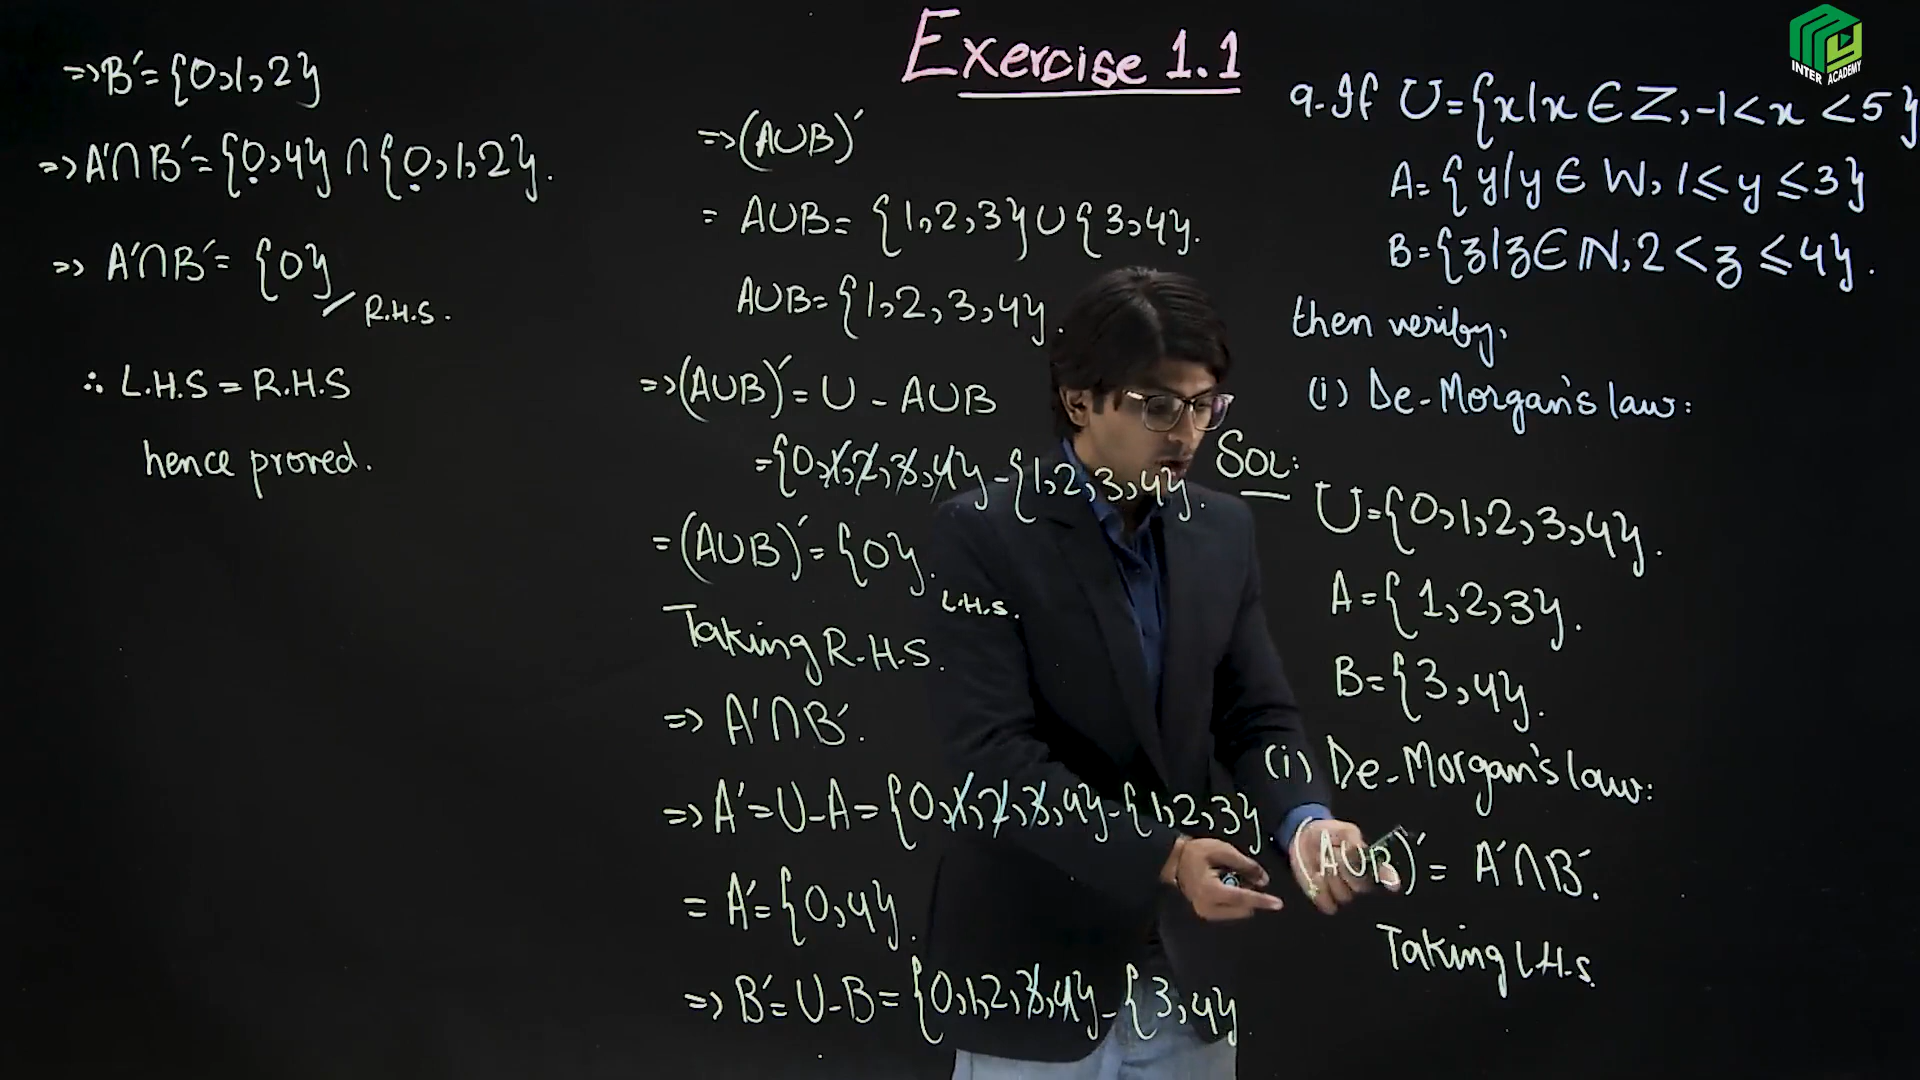 Exercise 1.1
INTER ACADEMY
9-If U={x|x∈Z,-1<x<5}
A={y|y∈W,1≤y≤3}
B={z|z∈N,2<z≤4}.
then verify,
(i) De-Morgan's law:
Sol:
U={0,1,2,3,4}.
A={1,2,3}.
B={3,4}.
(i) De-Morgan's law:
(A∪B)′= A′∩B′.
Taking L.H.S.
=>(A∪B)′
= A∪B={1,2,3}∪{3,4}.
A∪B={1,2,3,4}.
=>(A∪B)′=U-A∪B
={0,1,2,3,4}-{1,2,3,4}.
=(A∪B)′={0}.
L.H.S.
Taking R.H.S.
=> A′∩B′.
=> A′=U-A={0,1,2,3,4}-{1,2,3}.
= A′={0,4}.
=> B′=U-B={0,1,2,3,4}-{3,4}.
=>B′={0,1,2}
=>A′∩B′={0,4}∩{0,1,2}.
=> A′∩B′={0}
R.H.S.
∴ L.H.S=R.H.S
hence proved.